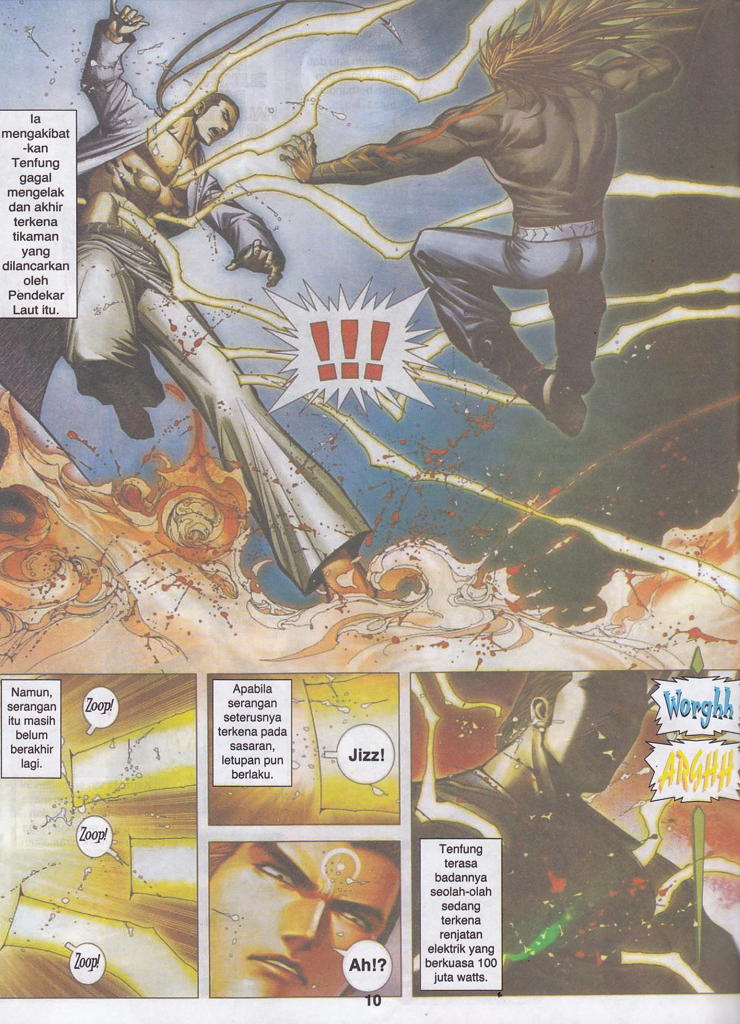 Ia
mengakibat
-kan
Tenfung
gagal
mengelak
dan akhir
terkena
tikaman
yang
dilancarkan
oleh
Pendekar
Laut itu.
!!!
Namun,
serangan
itu masih
belum
berakhir
lagi.
Zoop!
Zoop!
Zoop!
Apabila
serangan
seterusnya
terkena pada
sasaran,
letupan pun
berlaku.
Jizz!
Ah!?
Worghh
ARGHH
Tenfung
terasa
badannya
seolah-olah
sedang
terkena
renjatan
elektrik yang
berkuasa 100
juta watts.
10